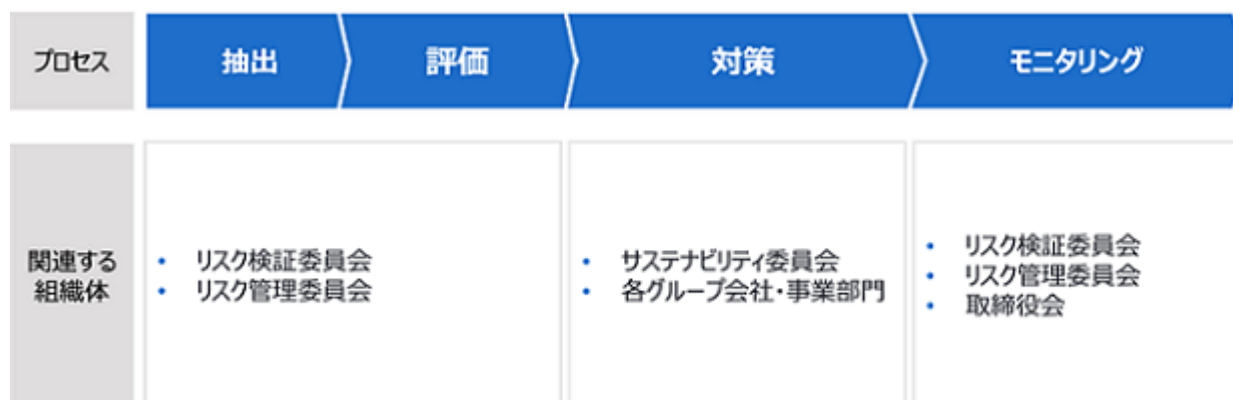 プロセス
抽出
評価
対策
モニタリング
関連する
組織体
• リスク検証委員会
• リスク管理委員会
• サステナビリティ委員会
• 各グループ会社・事業部門
• リスク検証委員会
• リスク管理委員会
• 取締役会